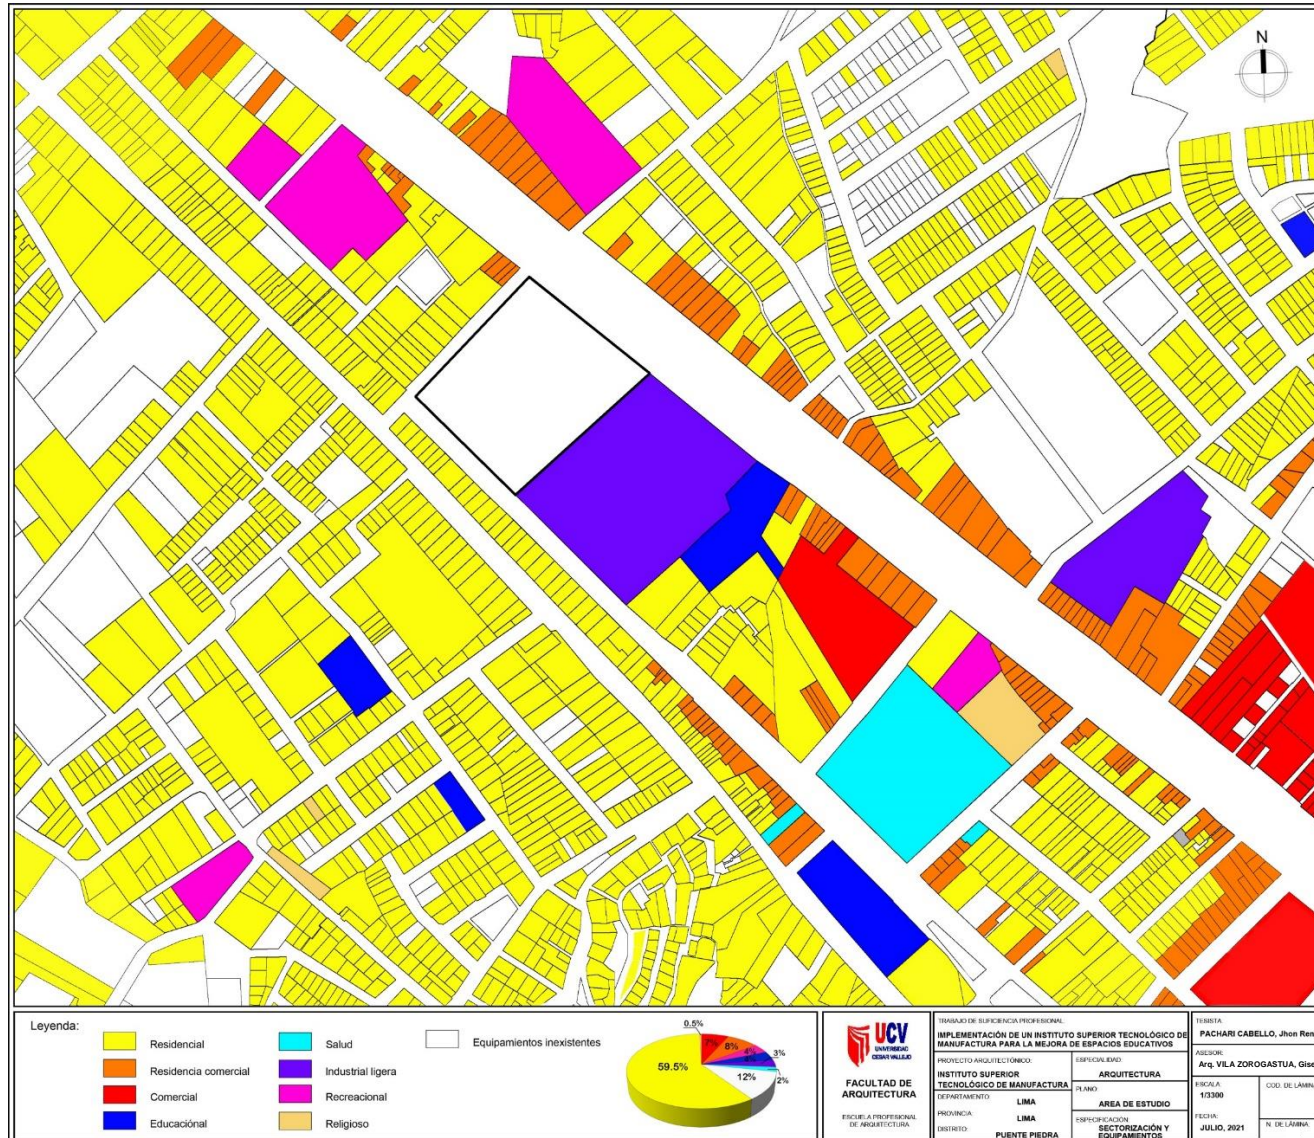 N
Leyenda:
Residencial
Residencia comercial
Comercial
Educaciónal
Salud
Industrial ligera
Recreacional
Religioso
Equipamientos inexistentes
0.5%
7%
8%
4%
3%
2%
12%
59.5%
UCV
UNIVERSIDAD
CESAR VALLEJO
FACULTAD DE
ARQUITECTURA
ESCUELA PROFESIONAL
DE ARQUITECTURA
TRABAJO DE SUFICIENCIA PROFESIONAL
IMPLEMENTACIÓN DE UN INSTITUTO SUPERIOR TECNOLÓGICO DE
MANUFACTURA PARA LA MEJORA DE ESPACIOS EDUCATIVOS
PROYECTO ARQUITECTÓNICO:
INSTITUTO SUPERIOR
TECNOLÓGICO DE MANUFACTURA
DEPARTAMENTO:
LIMA
PROVINCIA:
LIMA
DISTRITO:
PUENTE PIEDRA
ESPECIALIDAD:
ARQUITECTURA
PLANO:
AREA DE ESTUDIO
ESPECIFICACIÓN:
SECTORIZACIÓN Y
EQUIPAMIENTOS
TESISTA:
PACHARI CABELLO, Jhon Ren
ASESOR:
Arq. VILA ZOROGASTUA, Gise
ESCALA:
1/3300
FECHA:
JULIO, 2021
COD. DE LÁMIN
N. DE LÁMINA: